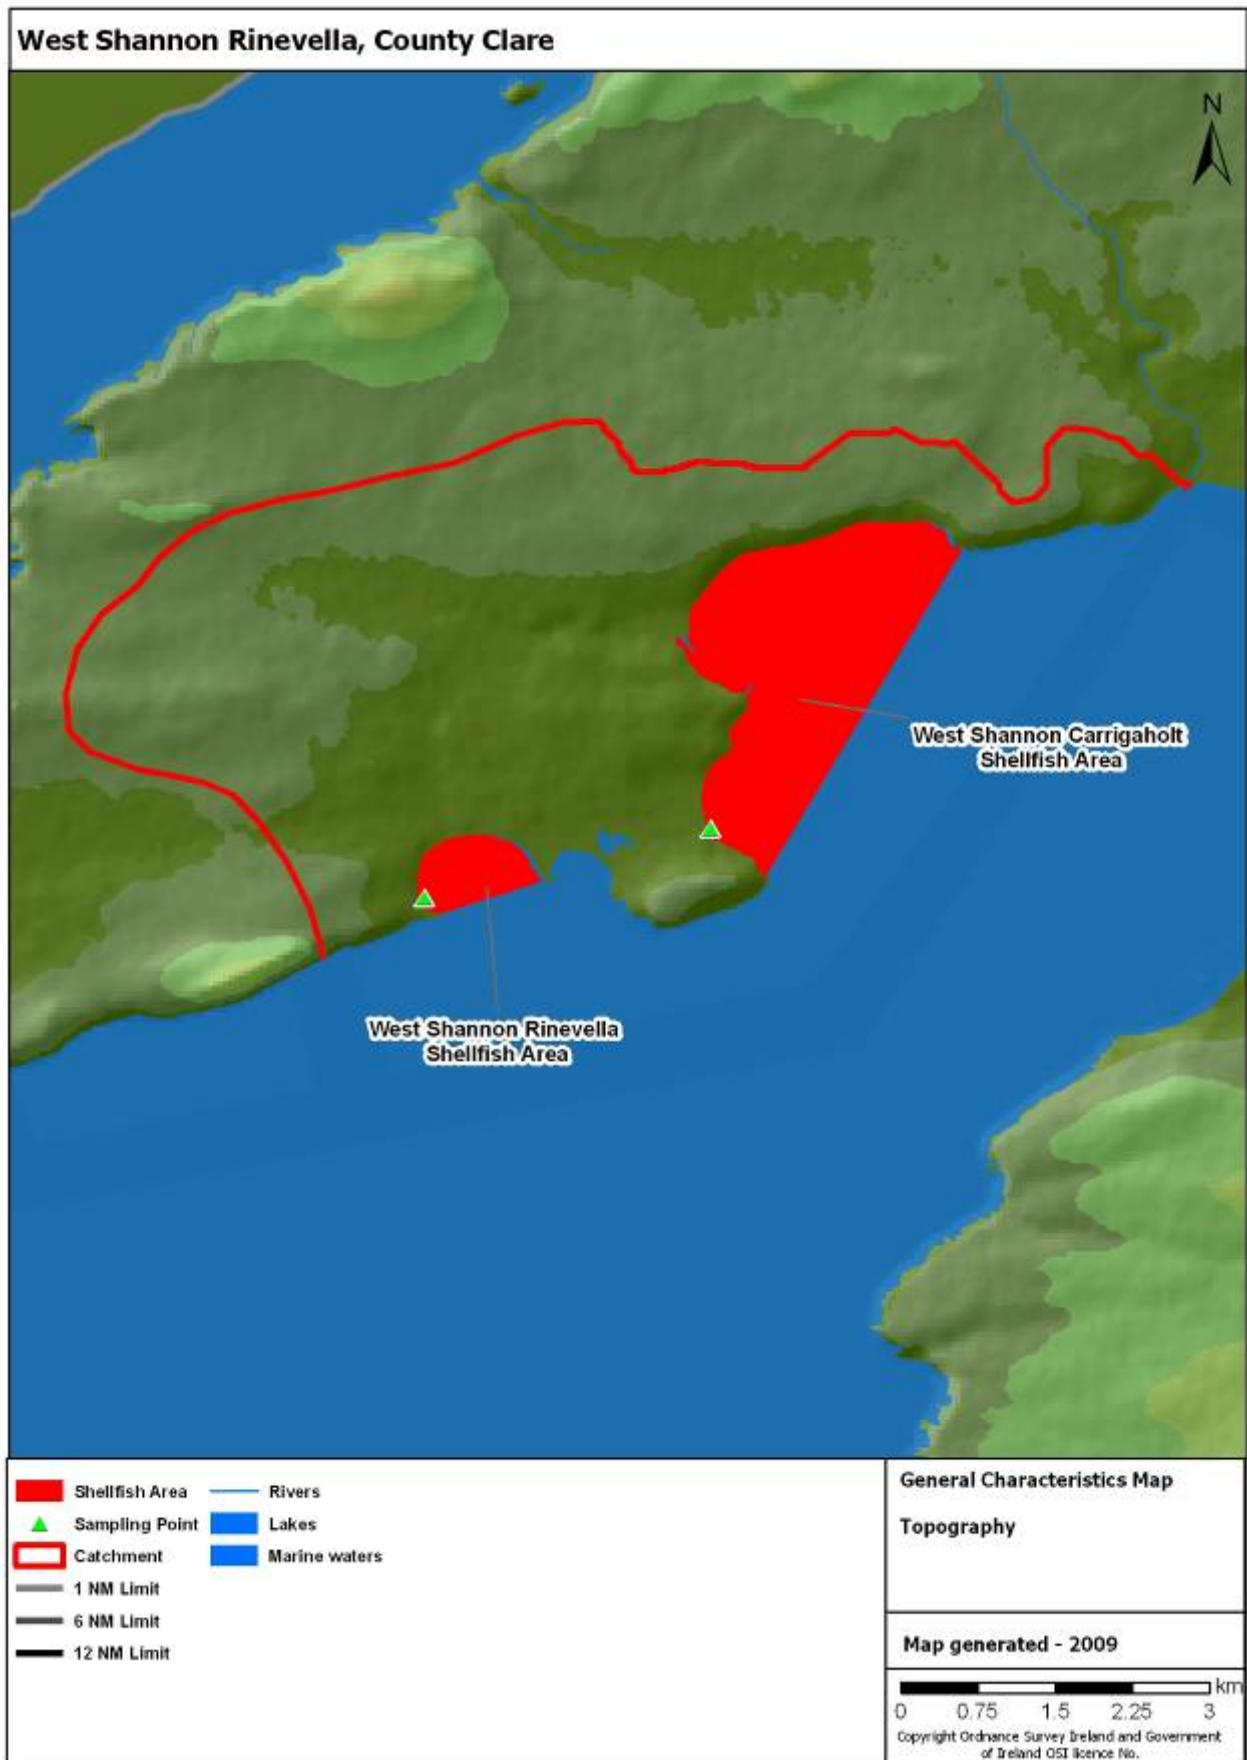 West Shannon Rinevella, County Clare
N
West Shannon Carrigaholt
Shellfish Area
West Shannon Rinevella
Shellfish Area
Shellfish Area
Sampling Point
Catchment
1 NM Limit
6 NM Limit
12 NM Limit
Rivers
Lakes
Marine waters
General Characteristics Map
Topography
Map generated - 2009
km
0 0.75 1.5 2.25 3
Copyright Ordnance Survey Ireland and Government
of Ireland OSI licence No.